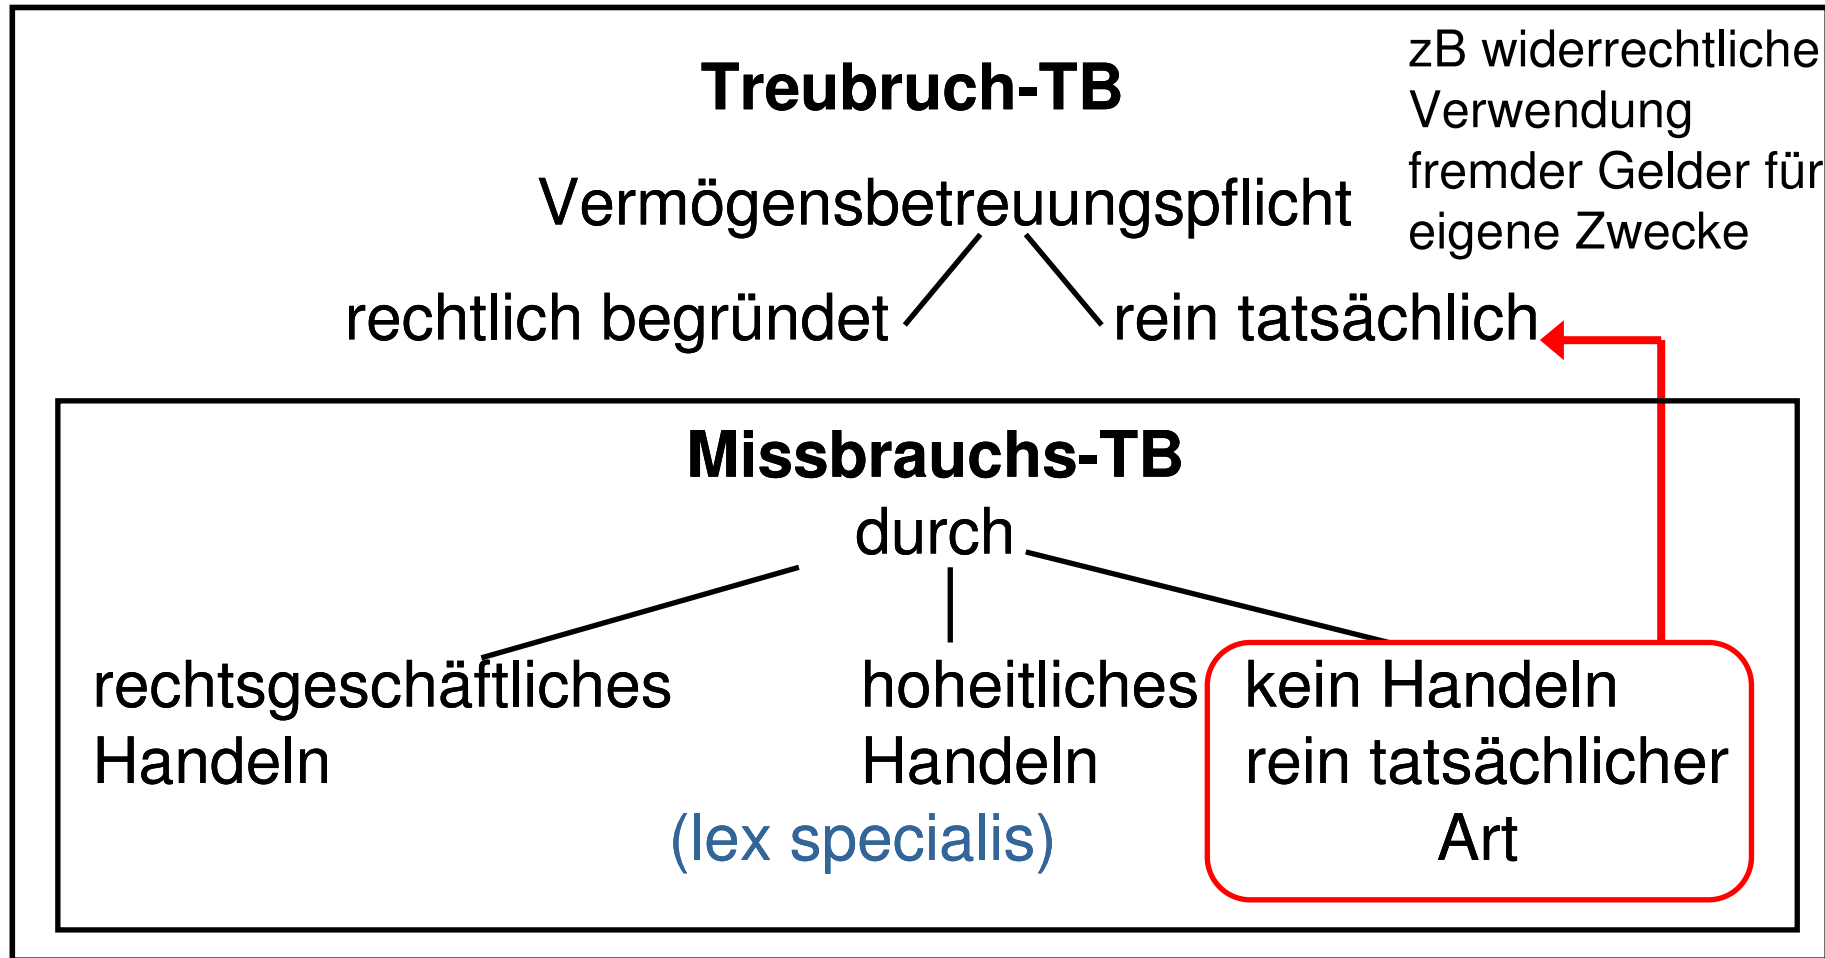 Treubruch-TB
zB widerrechtliche
Verwendung
fremder Gelder für
eigene Zwecke
Vermögensbetreuungspflicht
rechtlich begründet
rein tatsächlich
Missbrauchs-TB
durch
rechtsgeschäftliches
Handeln
hoheitliches
Handeln
kein Handeln
rein tatsächlicher
Art
(lex specialis)